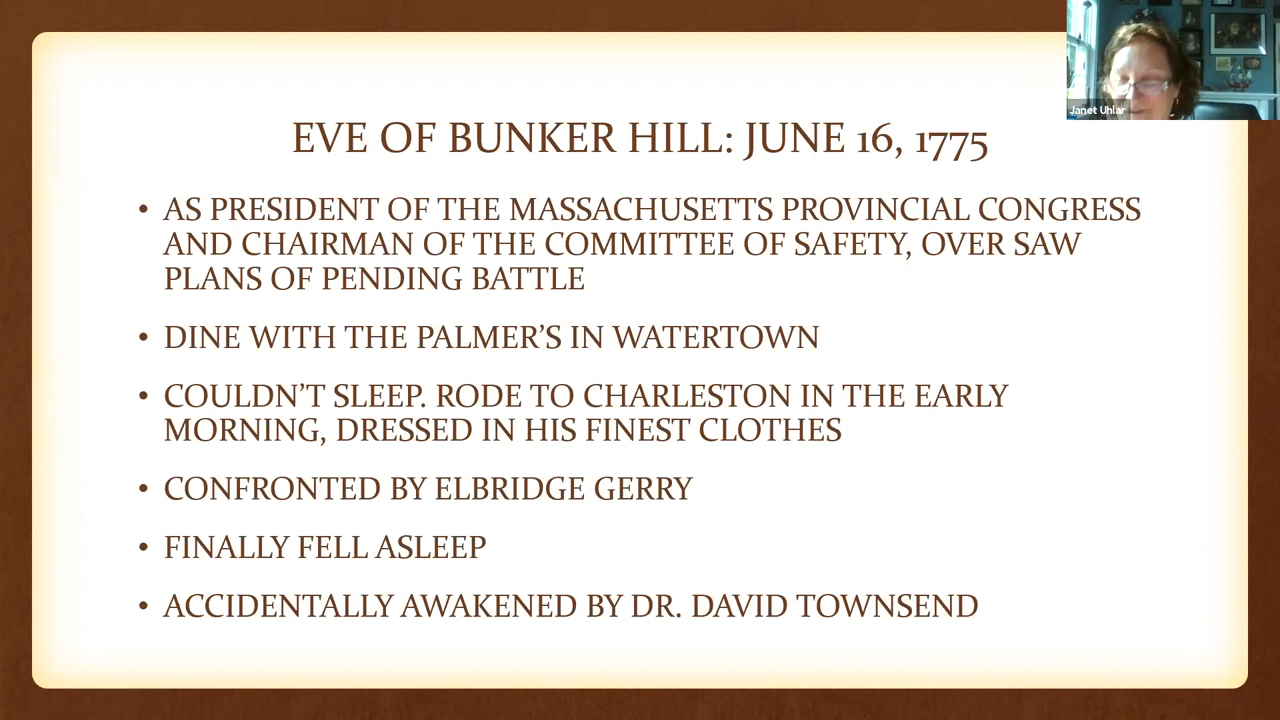 Janet Uhlar
EVE OF BUNKER HILL: JUNE 16, 1775
• AS PRESIDENT OF THE MASSACHUSETTS PROVINCIAL CONGRESS
AND CHAIRMAN OF THE COMMITTEE OF SAFETY, OVER SAW
PLANS OF PENDING BATTLE
• DINE WITH THE PALMER’S IN WATERTOWN
• COULDN’T SLEEP. RODE TO CHARLESTON IN THE EARLY
MORNING, DRESSED IN HIS FINEST CLOTHES
• CONFRONTED BY ELBRIDGE GERRY
• FINALLY FELL ASLEEP
• ACCIDENTALLY AWAKENED BY DR. DAVID TOWNSEND